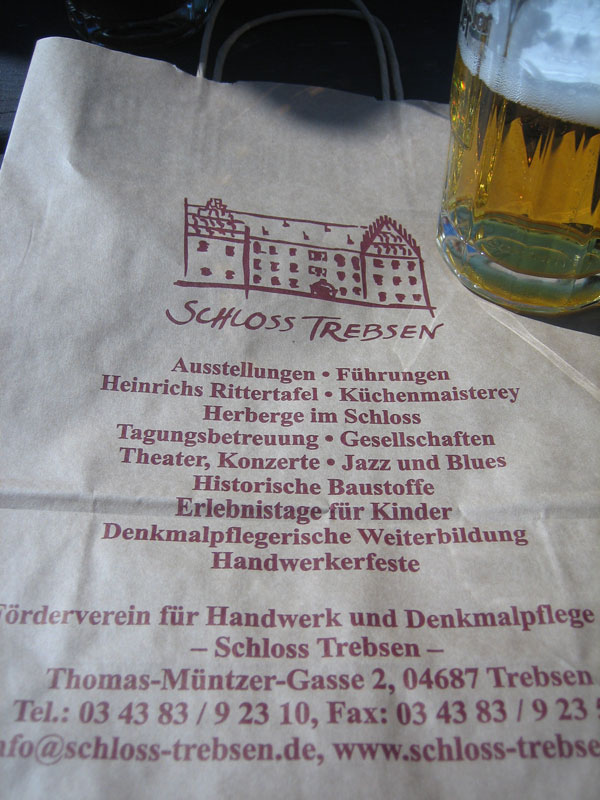 SCHLOSS TREBSEN
Ausstellungen • Führungen
Heinrichs Rittertafel • Küchenmaisterey
Herberge im Schloss
Tagungsbetreuung • Gesellschaften
Theater, Konzerte • Jazz und Blues
Historische Baustoffe
Erlebnistage für Kinder
Denkmalpflegerische Weiterbildung
Handwerkerfeste
Förderverein für Handwerk und Denkmalpflege
– Schloss Trebsen –
Thomas-Müntzer-Gasse 2, 04687 Trebsen
Tel.: 03 43 83 / 9 23 10, Fax: 03 43 83 / 9 23
nfo@schloss-trebsen.de, www.schloss-trebse